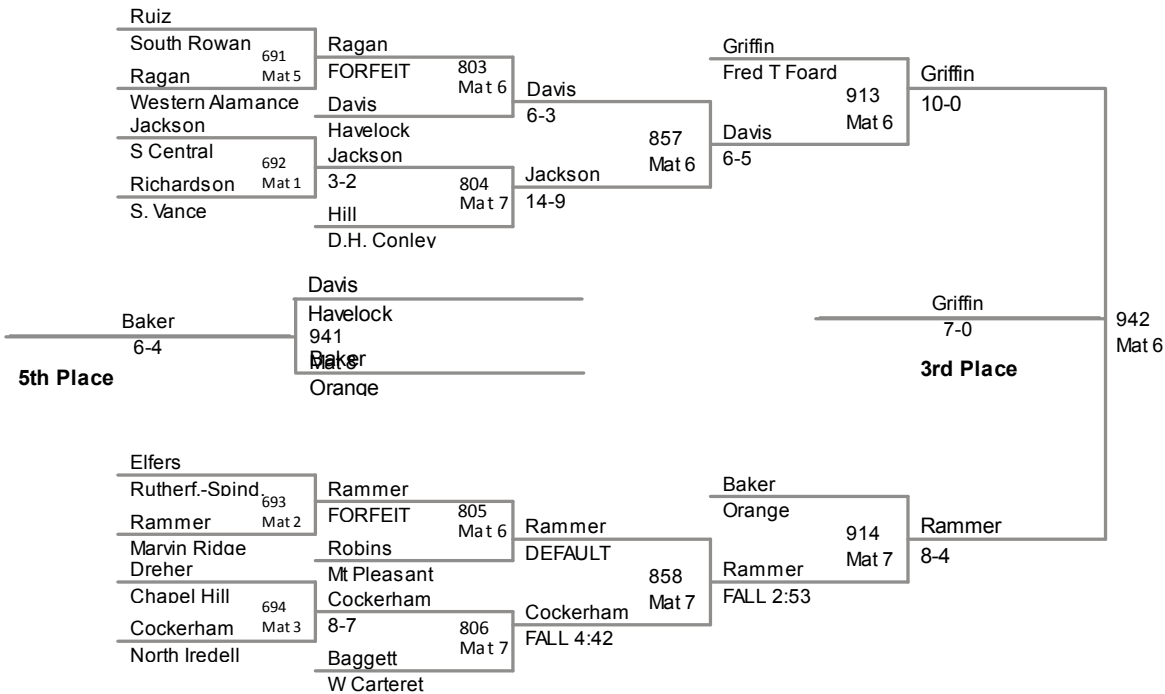 Ruiz
South Rowan
691
Mat 5
Ragan
Western Alamance
Jackson
S Central
692
Mat 1
Richardson
S. Vance
Ragan
FORFEIT
803
Mat 6
Davis
Havelock
Jackson
3-2
804
Mat 7
Hill
D.H. Conley
Davis
6-3
857
Mat 6
Jackson
14-9
Griffin
Fred T Foard
913
Mat 6
Davis
6-5
Griffin
10-0
Davis
Havelock
941
Mat 8
Baker
Orange
Baker
6-4
5th Place
Griffin
7-0
3rd Place
942
Mat 6
Elfers
Rutherf.-Spind.
693
Mat 2
Rammer
Marvin Ridge
Dreher
Chapel Hill
694
Mat 3
Cockerham
North Iredell
Rammer
FORFEIT
805
Mat 6
Robins
Mt Pleasant
Cockerham
8-7
806
Mat 7
Baggett
W Carteret
Rammer
DEFAULT
858
Mat 7
Cockerham
FALL 4:42
Baker
Orange
914
Mat 7
Rammer
FALL 2:53
Rammer
8-4